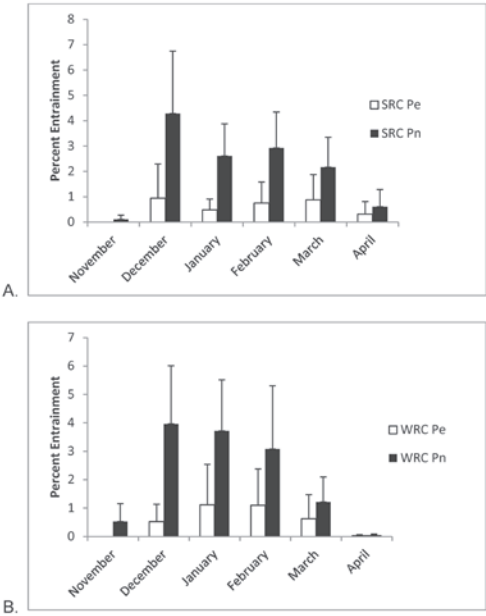 8
7
6
5
4
3
2
1
0
Percent Entrainment
November
December
January
February
March
April
SRC Pe
SRC Pn
A.
7
6
5
4
3
2
1
0
Percent Entrainment
November
December
January
February
March
April
WRC Pe
WRC Pn
B.